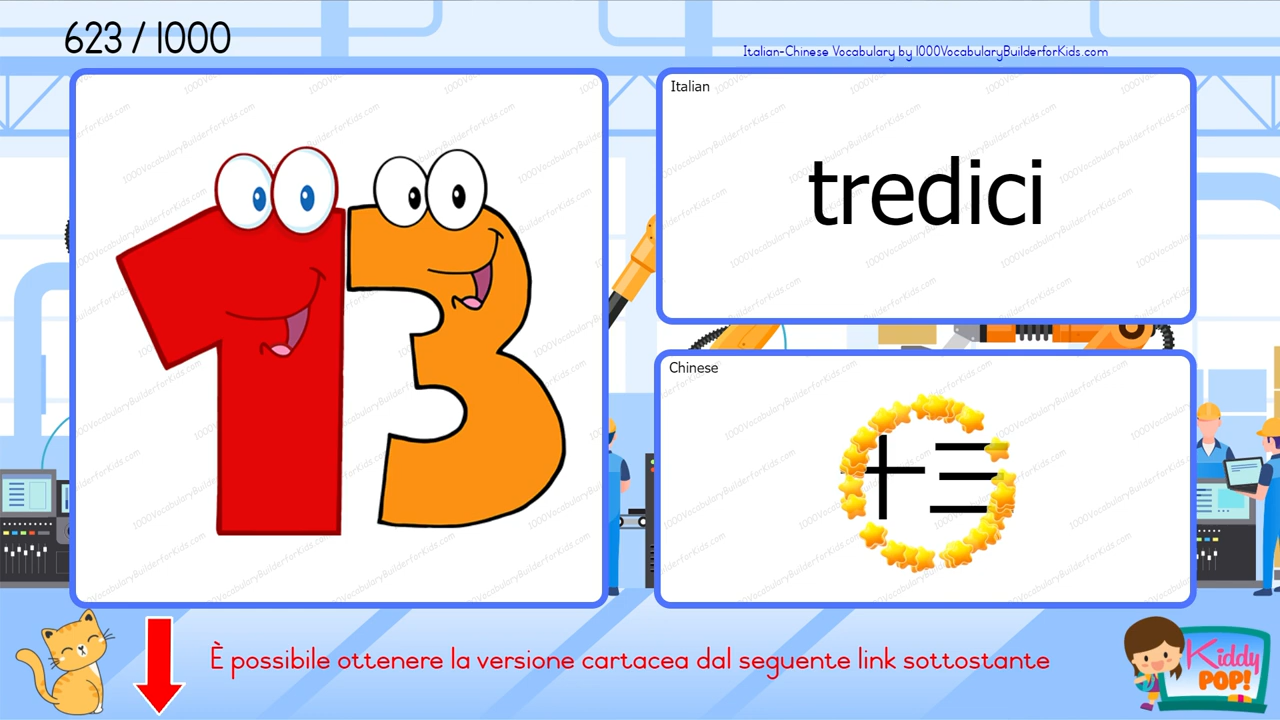 623 / 1000
Italian-Chinese Vocabulary by 1000VocabularyBuilderforKids.com
13
Italian
tredici
Chinese
十三
È possibile ottenere la versione cartacea dal seguente link sottostante
Kiddy
POP!